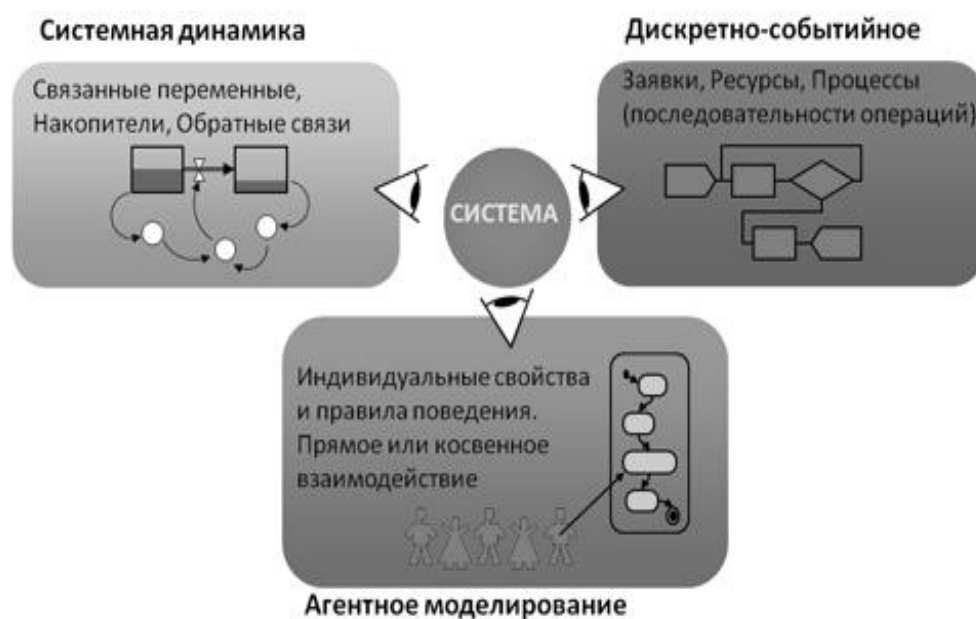 Системная динамика
Связанные переменные,
Накопители, Обратные связи
Дискретно-событийное
Заявки, Ресурсы, Процессы
(последовательности операций)
СИСТЕМА
Индивидуальные свойства
и правила поведения.
Прямое или косвенное
взаимодействие
Агентное моделирование